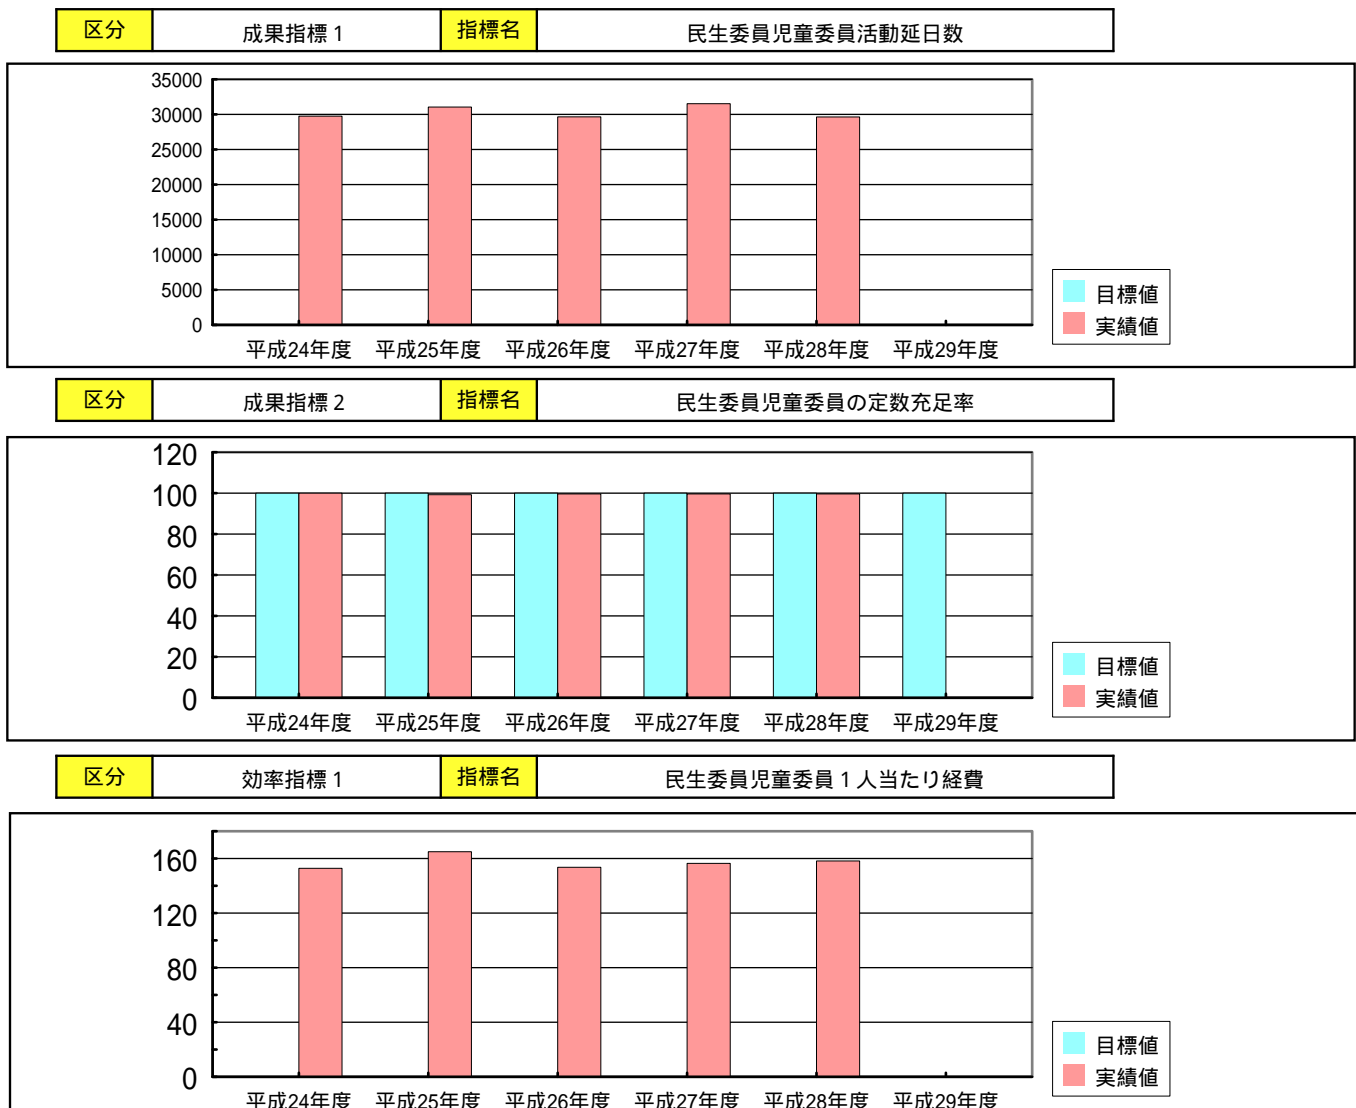 区分 成果指標1 指標名 民生委員児童委員活動延日数
35000
30000
25000
20000
15000
10000
5000
0
平成24年度 平成25年度 平成26年度 平成27年度 平成28年度 平成29年度
目標値
実績値
区分 成果指標2 指標名 民生委員児童委員の定数充足率
120
100
80
60
40
20
0
平成24年度 平成25年度 平成26年度 平成27年度 平成28年度 平成29年度
目標値
実績値
区分 効率指標1 指標名 民生委員児童委員1人当たり経費
160
120
80
40
0
平成24年度 平成25年度 平成26年度 平成27年度 平成28年度 平成29年度
目標値
実績値